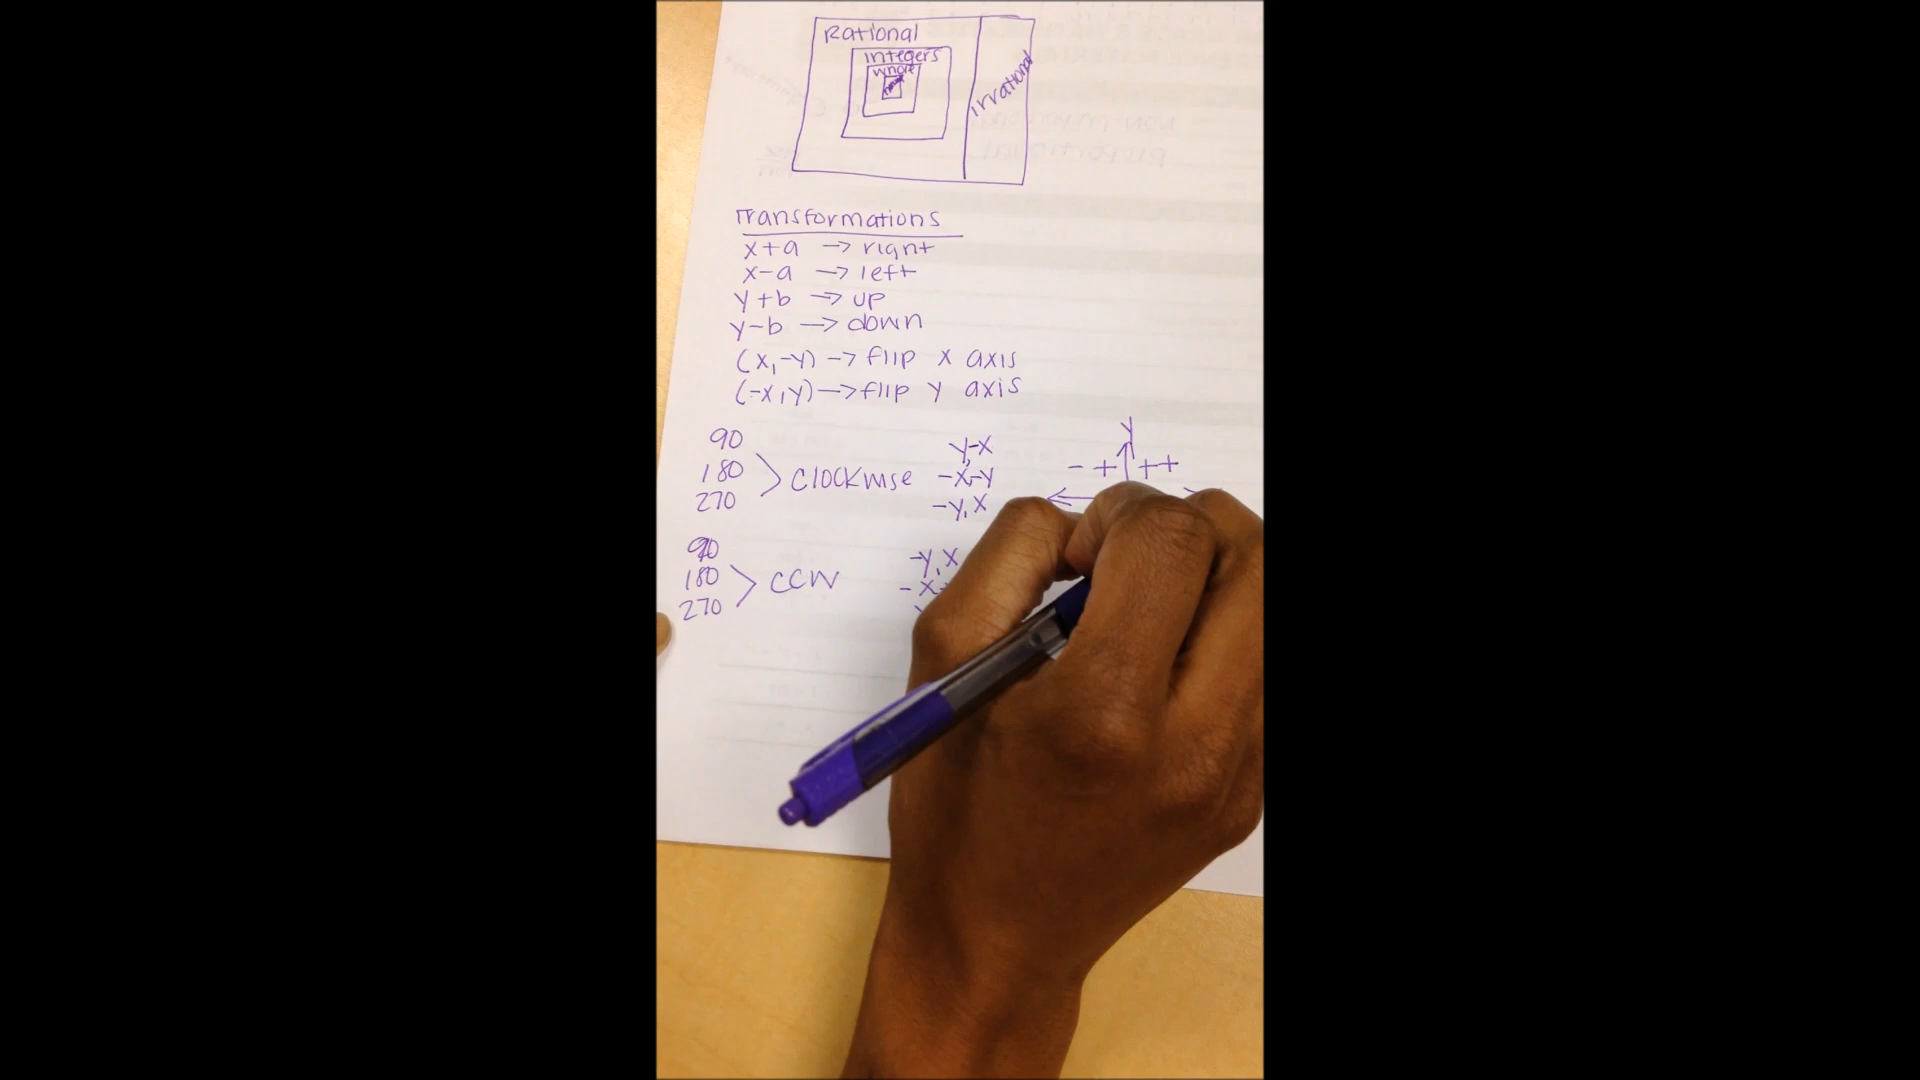 Rational
integers
whole
irrational
Transformations
x+a → right
x-a → left
y+b → up
y-b → down
(x,-y) → flip x axis
(-x,y) → flip y axis
90
180 > clockwise
270
y,-x
-x,-y
-y,x
y
- + ++
90
180 > CCW
270
-y,x
-x